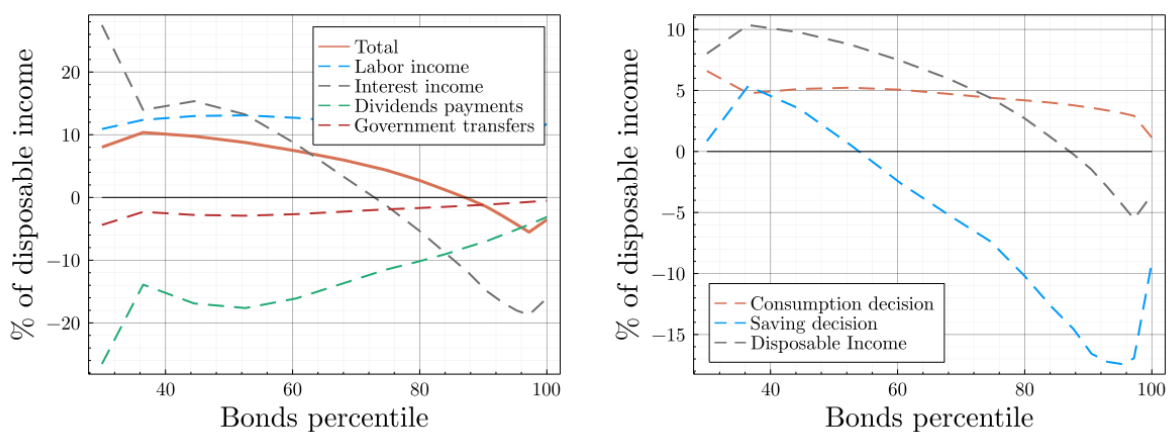 % of disposable income
20
10
0
−10
−20
Total
Labor income
Interest income
Dividends payments
Government transfers
40
60
80
100
Bonds percentile
% of disposable income
10
5
0
−5
−10
−15
Consumption decision
Saving decision
Disposable Income
40
60
80
100
Bonds percentile